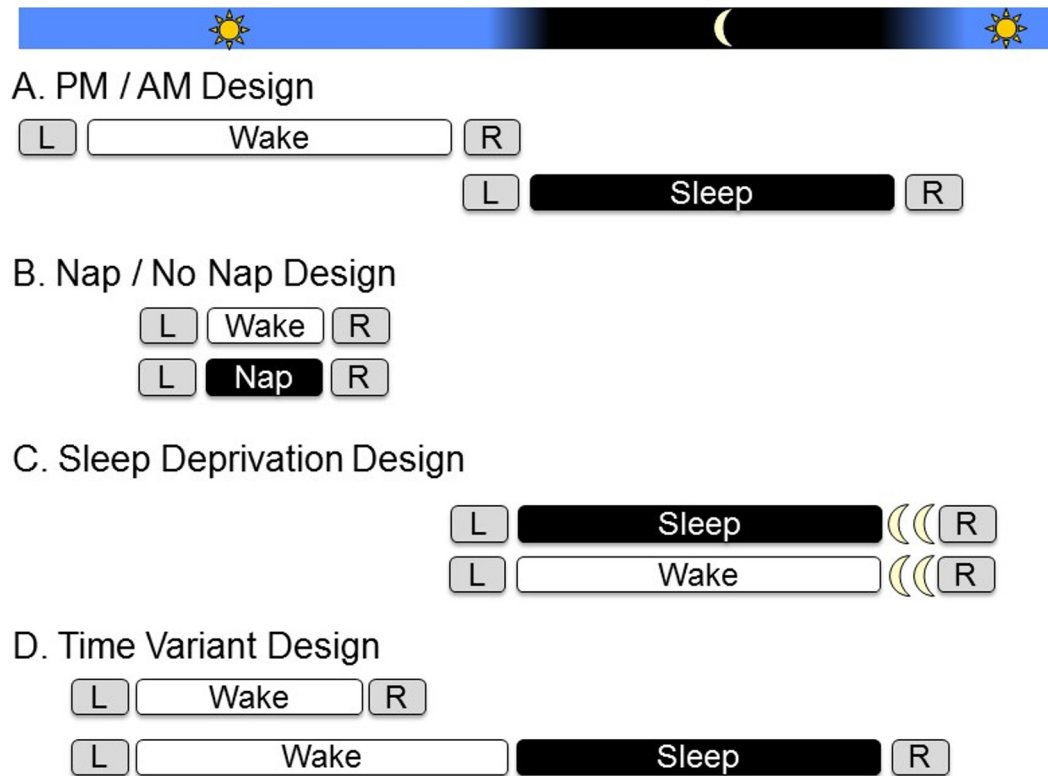 A. PM / AM Design
L Wake R
L Sleep R
B. Nap / No Nap Design
L Wake R
L Nap R
C. Sleep Deprivation Design
L Sleep R
L Wake R
D. Time Variant Design
L Wake R
L Wake Sleep R